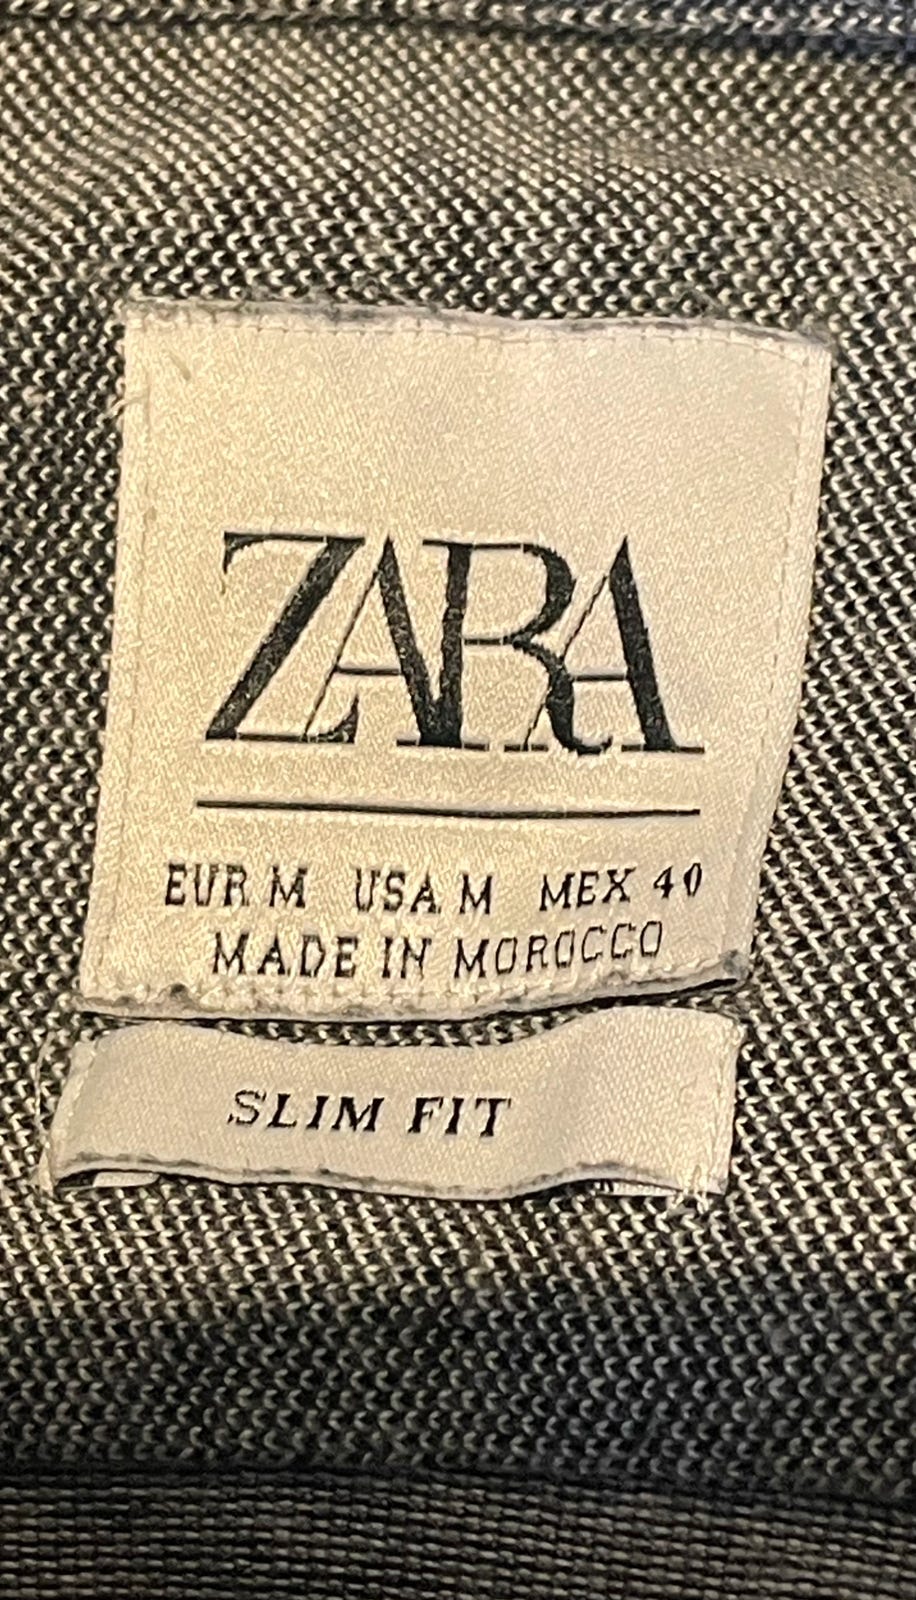 ZARA
EUR M USA M MEX 40
MADE IN MOROCCO
SLIM FIT